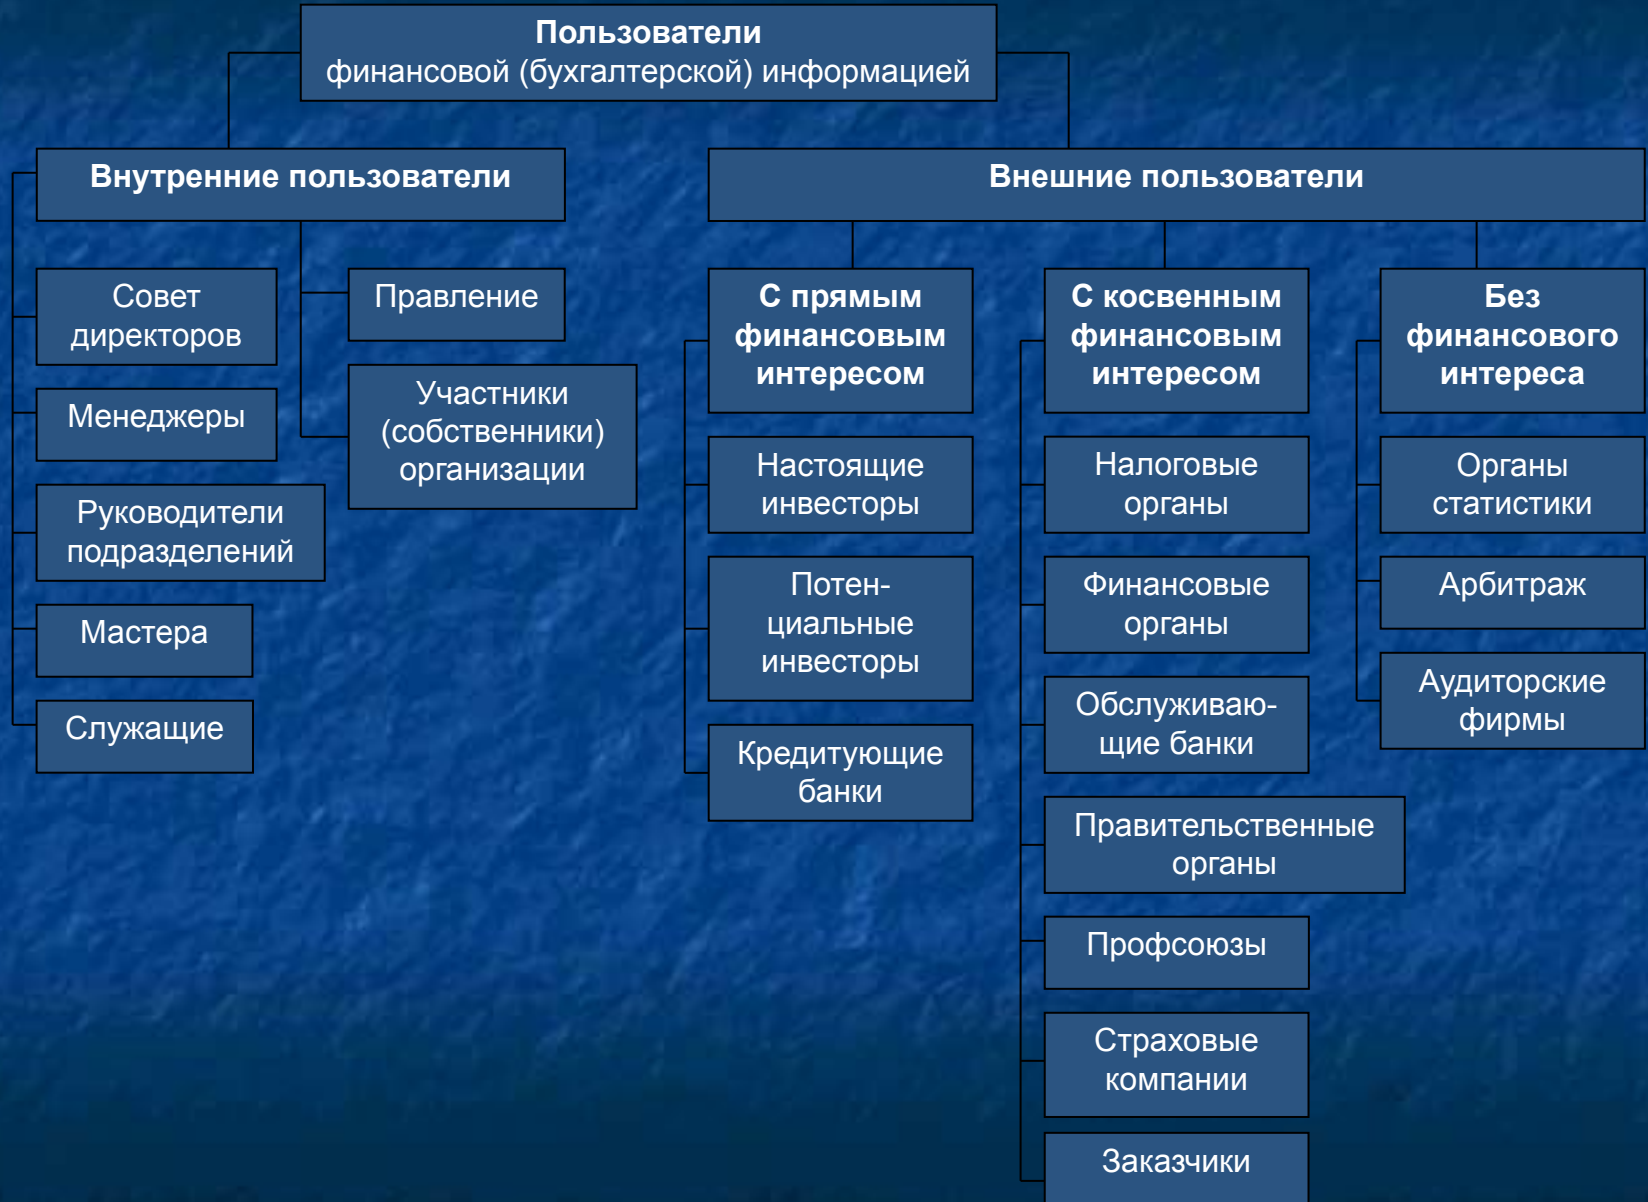 Пользователи
финансовой (бухгалтерской) информацией
Внутренние пользователи
Совет
директоров
Менеджеры
Руководители
подразделений
Мастера
Служащие
Правление
Участники
(собственники)
организации
Внешние пользователи
С прямым
финансовым
интересом
Настоящие
инвесторы
Потен-
циальные
инвесторы
Кредитующие
банки
С косвенным
финансовым
интересом
Налоговые
органы
Финансовые
органы
Обслуживаю-
щие банки
Правительственные
органы
Профсоюзы
Страховые
компании
Заказчики
Без
финансового
интереса
Органы
статистики
Арбитраж
Аудиторские
фирмы